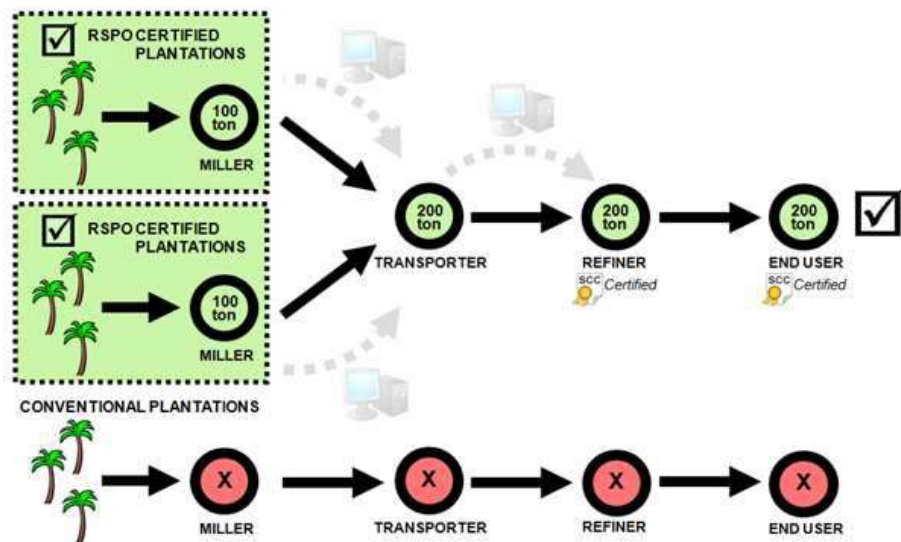 RSPO CERTIFIED
PLANTATIONS
100
ton
MILLER
RSPO CERTIFIED
PLANTATIONS
100
ton
MILLER
200
ton
TRANSPORTER
200
ton
REFINER
SCC Certified
200
ton
END USER
SCC Certified
CONVENTIONAL PLANTATIONS
X
MILLER
X
TRANSPORTER
X
REFINER
X
END USER